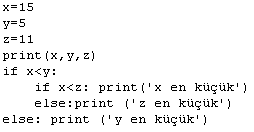 x=15
y=5
z=11
print(x,y,z)
if x<y:
    if x<z: print('x en küçük')
    else:print ('z en küçük')
else: print ('y en küçük')